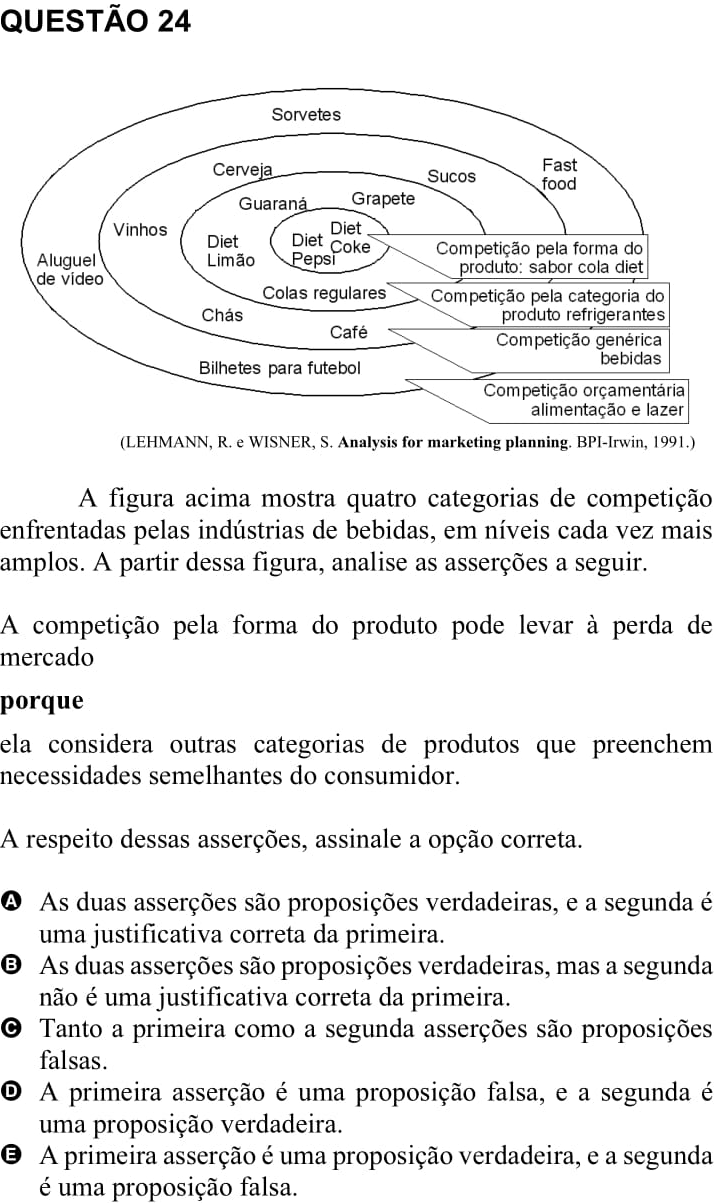 QUESTÃO 24
Sorvetes
Cerveja
Sucos
Fast
food
Guaraná
Grapete
Vinhos
Diet
Limão
Diet
Pepsi
Diet
Coke
Aluguel
de vídeo
Competição pela forma do
produto: sabor cola diet
Colas regulares
Competição pela categoria do
produto refrigerantes
Chás
Café
Competição genérica
bebidas
Bilhetes para futebol
Competição orçamentária
alimentação e lazer
(LEHMANN, R. e WISNER, S. Analysis for marketing planning. BPI-Irwin, 1991.)
A figura acima mostra quatro categorias de competição
enfrentadas pelas indústrias de bebidas, em níveis cada vez mais
amplos. A partir dessa figura, analise as asserções a seguir.
A competição pela forma do produto pode levar à perda de
mercado
porque
ela considera outras categorias de produtos que preenchem
necessidades semelhantes do consumidor.
A respeito dessas asserções, assinale a opção correta.
A As duas asserções são proposições verdadeiras, e a segunda é
uma justificativa correta da primeira.
B As duas asserções são proposições verdadeiras, mas a segunda
não é uma justificativa correta da primeira.
C Tanto a primeira como a segunda asserções são proposições
falsas.
D A primeira asserção é uma proposição falsa, e a segunda é
uma proposição verdadeira.
E A primeira asserção é uma proposição verdadeira, e a segunda
é uma proposição falsa.